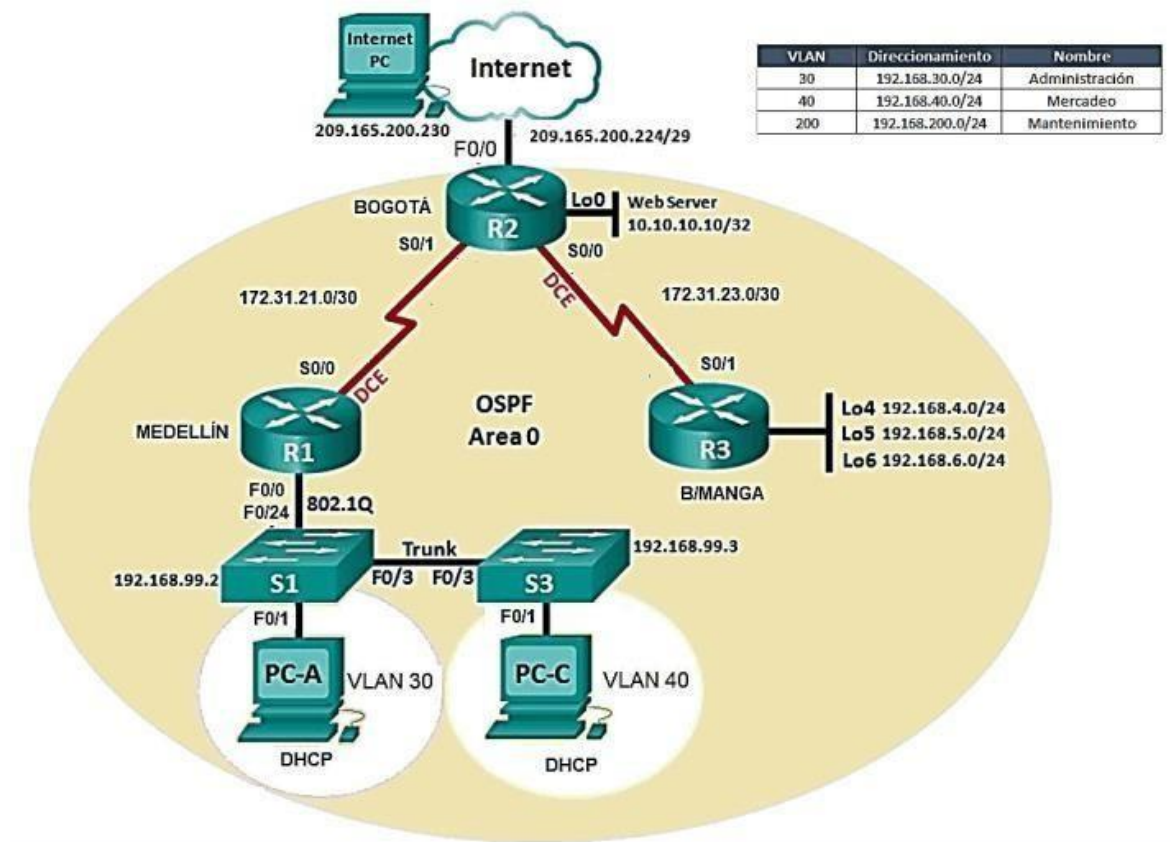 Internet
PC
Internet
209.165.200.230
209.165.200.224/29
F0/0
VLAN Direccionamiento Nombre
30 192.168.30.0/24 Administración
40 192.168.40.0/24 Mercadeo
200 192.168.200.0/24 Mantenimiento
BOGOTÁ
R2
Lo0
Web Server
10.10.10.10/32
S0/1
S0/0
DCE
172.31.21.0/30
172.31.23.0/30
S0/0
DCE
S0/1
OSPF
Area 0
MEDELLÍN
R1
R3
B/MANGA
Lo4 192.168.4.0/24
Lo5 192.168.5.0/24
Lo6 192.168.6.0/24
F0/0
F0/24
802.1Q
Trunk
F0/3 F0/3
192.168.99.2
S1
S3
192.168.99.3
F0/1
F0/1
PC-A
VLAN 30
PC-C
VLAN 40
DHCP
DHCP